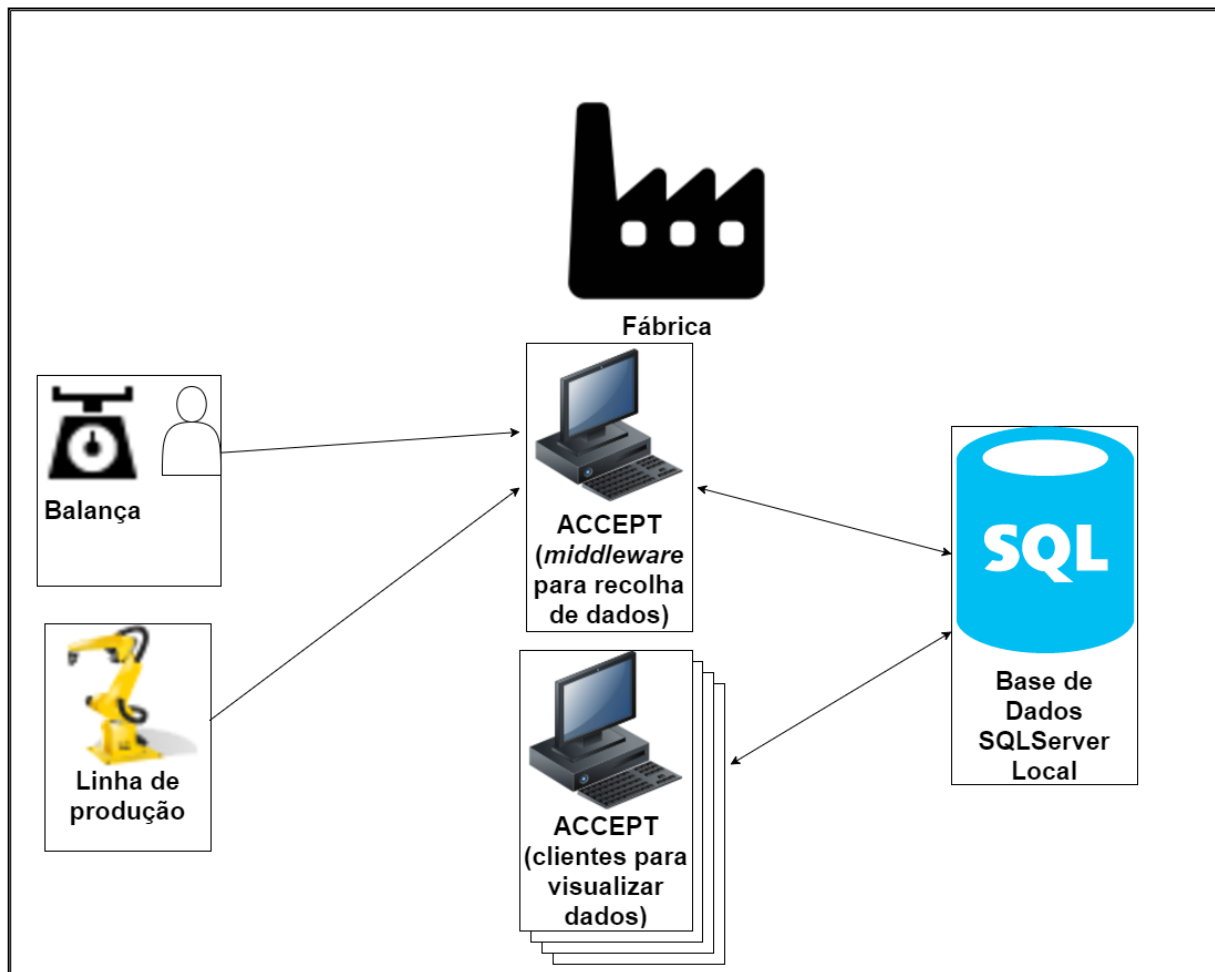 Fábrica
Balança
ACCEPT
(middleware
para recolha
de dados)
SQL
Base de
Dados
SQLServer
Local
Linha de
produção
ACCEPT
(clientes para
visualizar
dados)